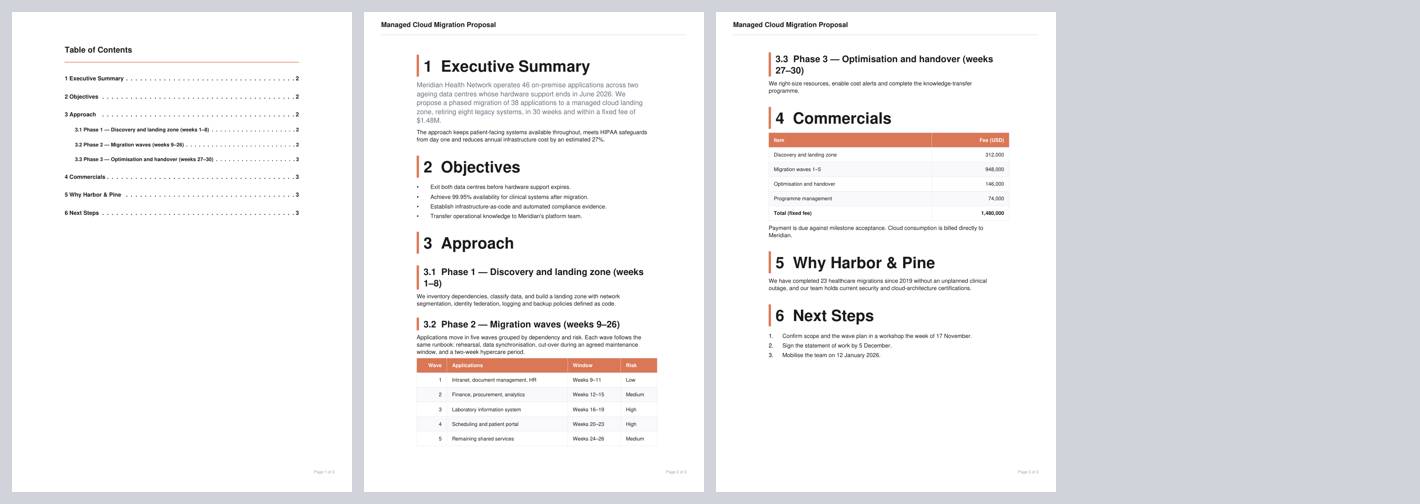 Table of Contents
1 Executive Summary . . . . . . . . . . . . . . . . . . . . . . . . . . . . . . . . . . . . 2
2 Objectives . . . . . . . . . . . . . . . . . . . . . . . . . . . . . . . . . . . . . . . . . 2
3 Approach . . . . . . . . . . . . . . . . . . . . . . . . . . . . . . . . . . . . . . . . . . 2
3.1 Phase 1 — Discovery and landing zone (weeks 1–8) . . . . . . . . . . . . . . . . . . . . 2
3.2 Phase 2 — Migration waves (weeks 9–26) . . . . . . . . . . . . . . . . . . . . . . . . . . 2
3.3 Phase 3 — Optimisation and handover (weeks 27–30) . . . . . . . . . . . . . . . . . . . 3
4 Commercials . . . . . . . . . . . . . . . . . . . . . . . . . . . . . . . . . . . . . . . . 3
5 Why Harbor & Pine . . . . . . . . . . . . . . . . . . . . . . . . . . . . . . . . . . . . 3
6 Next Steps . . . . . . . . . . . . . . . . . . . . . . . . . . . . . . . . . . . . . . . . . 3
Page 1 of 3
Managed Cloud Migration Proposal
1 Executive Summary
Meridian Health Network operates 46 on-premise applications across two
ageing data centres whose hardware support ends in June 2026. We
propose a phased migration of 38 applications to a managed cloud landing
zone, retiring eight legacy systems, in 30 weeks and within a fixed fee of
$1.48M.
The approach keeps patient-facing systems available throughout, meets HIPAA safeguards
from day one and reduces annual infrastructure cost by an estimated 27%.
2 Objectives
• Exit both data centres before hardware support expires.
• Achieve 99.95% availability for clinical systems after migration.
• Establish infrastructure-as-code and automated compliance evidence.
• Transfer operational knowledge to Meridian's platform team.
3 Approach
3.1 Phase 1 — Discovery and landing zone (weeks
1–8)
We inventory dependencies, classify data, and build a landing zone with network
segmentation, identity federation, logging and backup policies defined as code.
3.2 Phase 2 — Migration waves (weeks 9–26)
Applications move in five waves grouped by dependency and risk. Each wave follows the
same runbook: rehearsal, data synchronisation, cut-over during an agreed maintenance
window, and a two-week hypercare period.
Wave Applications Window Risk
1 Intranet, document management, HR Weeks 9–11 Low
2 Finance, procurement, analytics Weeks 12–15 Medium
3 Laboratory information system Weeks 16–19 High
4 Scheduling and patient portal Weeks 20–23 High
5 Remaining shared services Weeks 24–26 Medium
Page 2 of 3
Managed Cloud Migration Proposal
3.3 Phase 3 — Optimisation and handover (weeks
27–30)
We right-size resources, enable cost alerts and complete the knowledge-transfer
programme.
4 Commercials
Item Fee (USD)
Discovery and landing zone 312,000
Migration waves 1–5 948,000
Optimisation and handover 146,000
Programme management 74,000
Total (fixed fee) 1,480,000
Payment is due against milestone acceptance. Cloud consumption is billed directly to
Meridian.
5 Why Harbor & Pine
We have completed 23 healthcare migrations since 2019 without an unplanned clinical
outage, and our team holds current security and cloud-architecture certifications.
6 Next Steps
1. Confirm scope and the wave plan in a workshop the week of 17 November.
2. Sign the statement of work by 5 December.
3. Mobilise the team on 12 January 2026.
Page 3 of 3